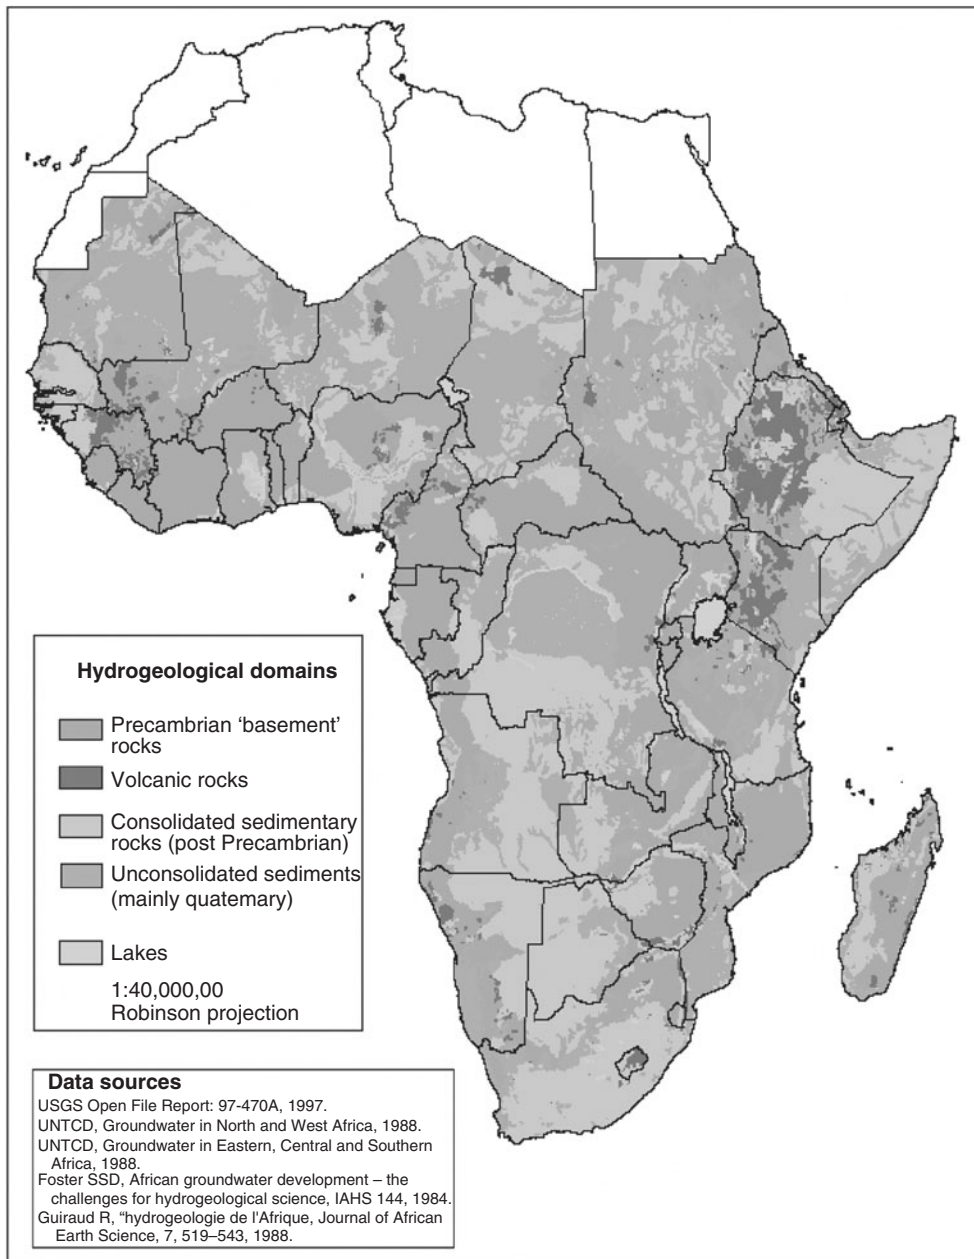 Hydrogeological domains
Precambrian ‘basement’
rocks
Volcanic rocks
Consolidated sedimentary
rocks (post Precambrian)
Unconsolidated sediments
(mainly quatemary)
Lakes
1:40,000,00
Robinson projection
Data sources
USGS Open File Report: 97-470A, 1997.
UNTCD, Groundwater in North and West Africa, 1988.
UNTCD, Groundwater in Eastern, Central and Southern
Africa, 1988.
Foster SSD, African groundwater development – the
challenges for hydrogeological science, IAHS 144, 1984.
Guiraud R, “hydrogeologie de l'Afrique, Journal of African
Earth Science, 7, 519–543, 1988.